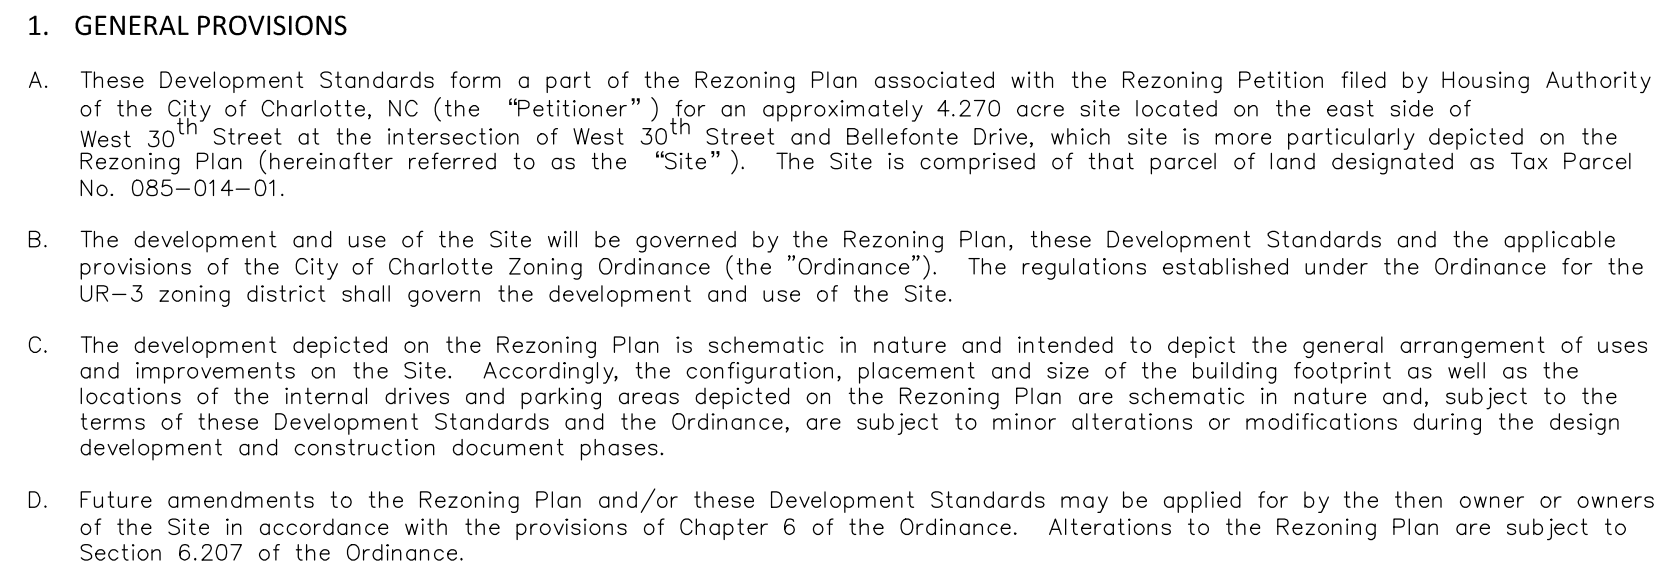 1. GENERAL PROVISIONS
A. These Development Standards form a part of the Rezoning Plan associated with the Rezoning Petition filed by Housing Authority
of the City of Charlotte, NC (the “Petitioner” ) for an approximately 4.270 acre site located on the east side of
West 30th Street at the intersection of West 30th Street and Bellefonte Drive, which site is more particularly depicted on the
Rezoning Plan (hereinafter referred to as the “Site” ). The Site is comprised of that parcel of land designated as Tax Parcel
No. 085-014-01.
B. The development and use of the Site will be governed by the Rezoning Plan, these Development Standards and the applicable
provisions of the City of Charlotte Zoning Ordinance (the ”Ordinance”). The regulations established under the Ordinance for the
UR-3 zoning district shall govern the development and use of the Site.
C. The development depicted on the Rezoning Plan is schematic in nature and intended to depict the general arrangement of uses
and improvements on the Site. Accordingly, the configuration, placement and size of the building footprint as well as the
locations of the internal drives and parking areas depicted on the Rezoning Plan are schematic in nature and, subject to the
terms of these Development Standards and the Ordinance, are subject to minor alterations or modifications during the design
development and construction document phases.
D. Future amendments to the Rezoning Plan and/or these Development Standards may be applied for by the then owner or owners
of the Site in accordance with the provisions of Chapter 6 of the Ordinance. Alterations to the Rezoning Plan are subject to
Section 6.207 of the Ordinance.